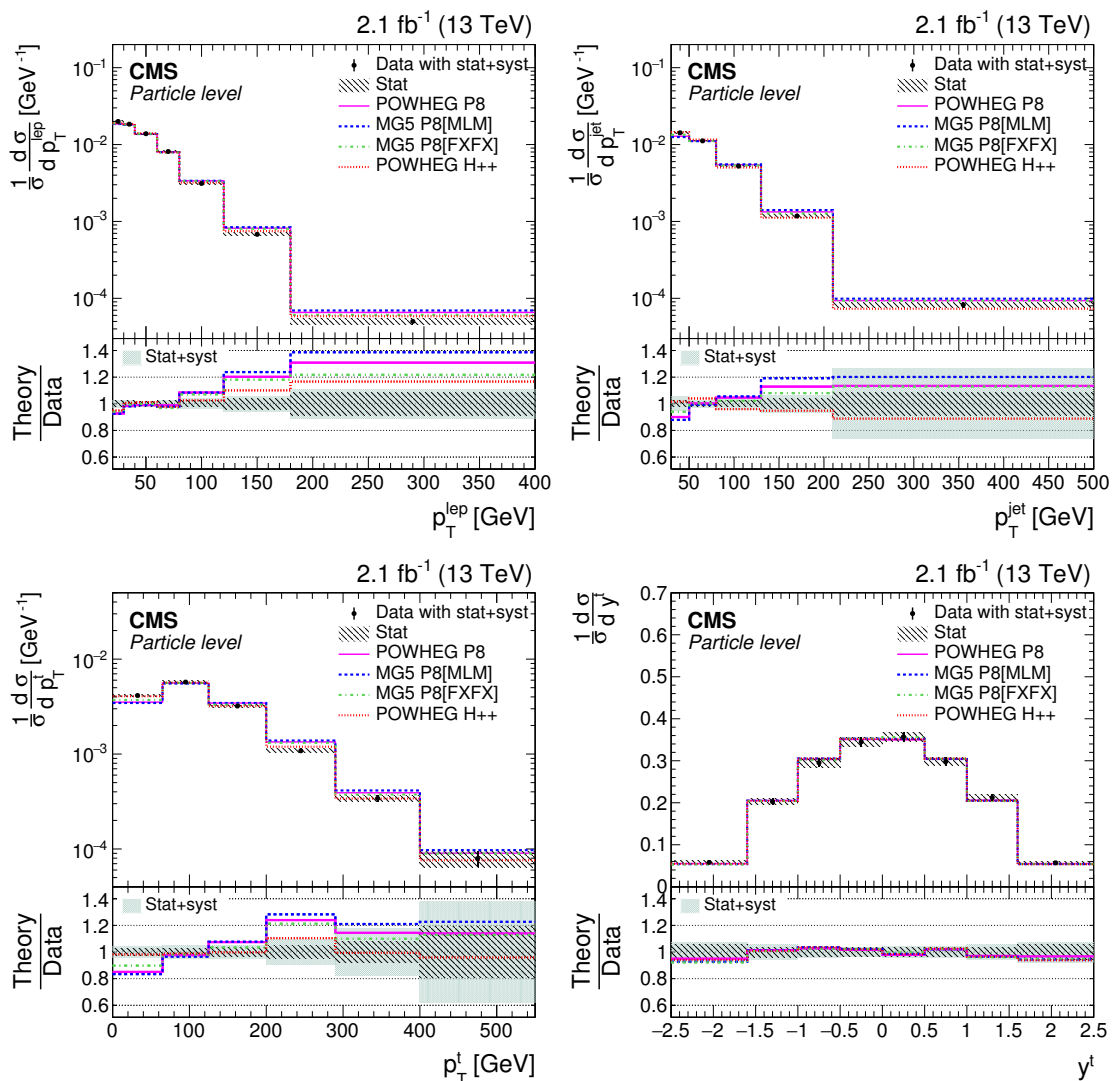 2.1 fb⁻¹ (13 TeV)
CMS
Particle level
Data with stat+syst
Stat
POWHEG P8
MG5 P8[MLM]
MG5 P8[FXFX]
POWHEG H++
1/σ dσ/dp_T^lep [GeV⁻¹]
10⁻¹
10⁻²
10⁻³
10⁻⁴
Stat+syst
Theory
Data
1.4
1.2
1
0.8
0.6
50 100 150 200 250 300 350 400
p_T^lep [GeV]
2.1 fb⁻¹ (13 TeV)
CMS
Particle level
Data with stat+syst
Stat
POWHEG P8
MG5 P8[MLM]
MG5 P8[FXFX]
POWHEG H++
1/σ dσ/dp_T^jet [GeV⁻¹]
10⁻¹
10⁻²
10⁻³
10⁻⁴
Stat+syst
Theory
Data
1.4
1.2
1
0.8
0.6
50 100 150 200 250 300 350 400 450 500
p_T^jet [GeV]
2.1 fb⁻¹ (13 TeV)
CMS
Particle level
Data with stat+syst
Stat
POWHEG P8
MG5 P8[MLM]
MG5 P8[FXFX]
POWHEG H++
1/σ dσ/dp_T^t [GeV⁻¹]
10⁻²
10⁻³
10⁻⁴
Stat+syst
Theory
Data
1.4
1.2
1
0.8
0.6
0 100 200 300 400 500
p_T^t [GeV]
2.1 fb⁻¹ (13 TeV)
CMS
Particle level
Data with stat+syst
Stat
POWHEG P8
MG5 P8[MLM]
MG5 P8[FXFX]
POWHEG H++
1/σ dσ/dy^t
0.7
0.6
0.5
0.4
0.3
0.2
0.1
0
Stat+syst
Theory
Data
1.4
1.2
1
0.8
0.6
−2.5 −2 −1.5 −1 −0.5 0 0.5 1 1.5 2 2.5
y^t